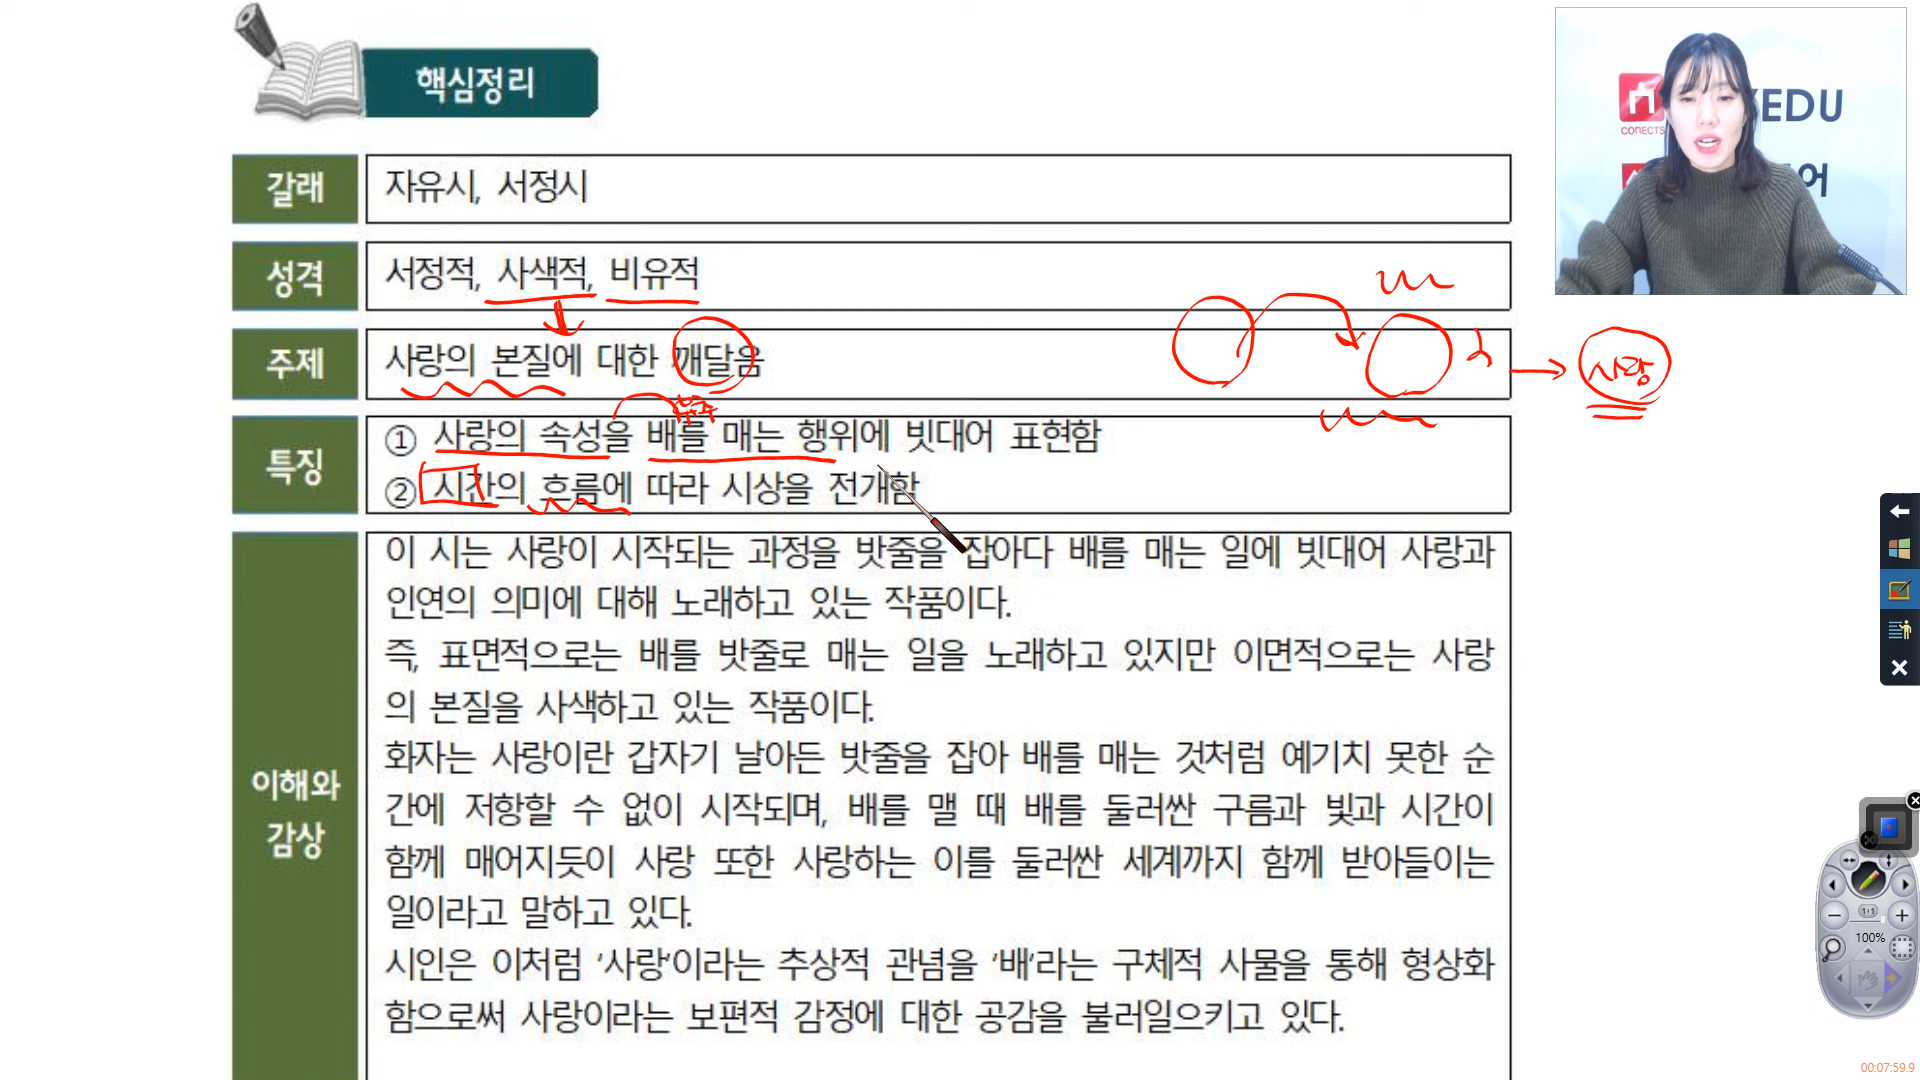 핵심정리
갈래
자유시, 서정시
성격
서정적, 사색적, 비유적
주제
사랑의 본질에 대한 깨달음
사랑
특징
① 사랑의 속성을 배를 매는 행위에 빗대어 표현함
② 시간의 흐름에 따라 시상을 전개함
이해와
감상
이 시는 사랑이 시작되는 과정을 밧줄을 잡아다 배를 매는 일에 빗대어 사랑과
인연의 의미에 대해 노래하고 있는 작품이다.
즉, 표면적으로는 배를 밧줄로 매는 일을 노래하고 있지만 이면적으로는 사랑
의 본질을 사색하고 있는 작품이다.
화자는 사랑이란 갑자기 날아든 밧줄을 잡아 배를 매는 것처럼 예기치 못한 순
간에 저항할 수 없이 시작되며, 배를 맬 때 배를 둘러싼 구름과 빛과 시간이
함께 매어지듯이 사랑 또한 사랑하는 이를 둘러싼 세계까지 함께 받아들이는
일이라고 말하고 있다.
시인은 이처럼 '사랑'이라는 추상적 관념을 '배'라는 구체적 사물을 통해 형상화
함으로써 사랑이라는 보편적 감정에 대한 공감을 불러일으키고 있다.
EDU
CONECTS
어
1:1
100%
00:07:59.9